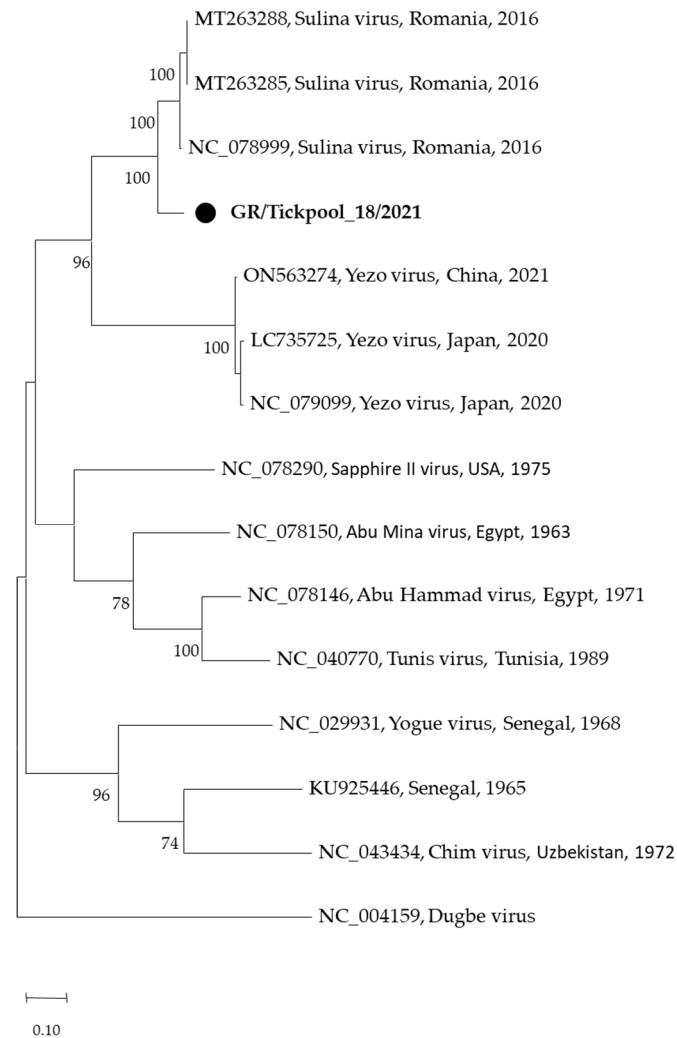 MT263288, Sulina virus, Romania, 2016
100
MT263285, Sulina virus, Romania, 2016
100
NC_078999, Sulina virus, Romania, 2016
100
GR/Tickpool_18/2021
96
ON563274, Yezo virus, China, 2021
LC735725, Yezo virus, Japan, 2020
100
NC_079099, Yezo virus, Japan, 2020
NC_078290, Sapphire II virus, USA, 1975
NC_078150, Abu Mina virus, Egypt, 1963
NC_078146, Abu Hammad virus, Egypt, 1971
78
100
NC_040770, Tunis virus, Tunisia, 1989
NC_029931, Yogue virus, Senegal, 1968
KU925446, Senegal, 1965
96
74
NC_043434, Chim virus, Uzbekistan, 1972
NC_004159, Dugbe virus
0.10